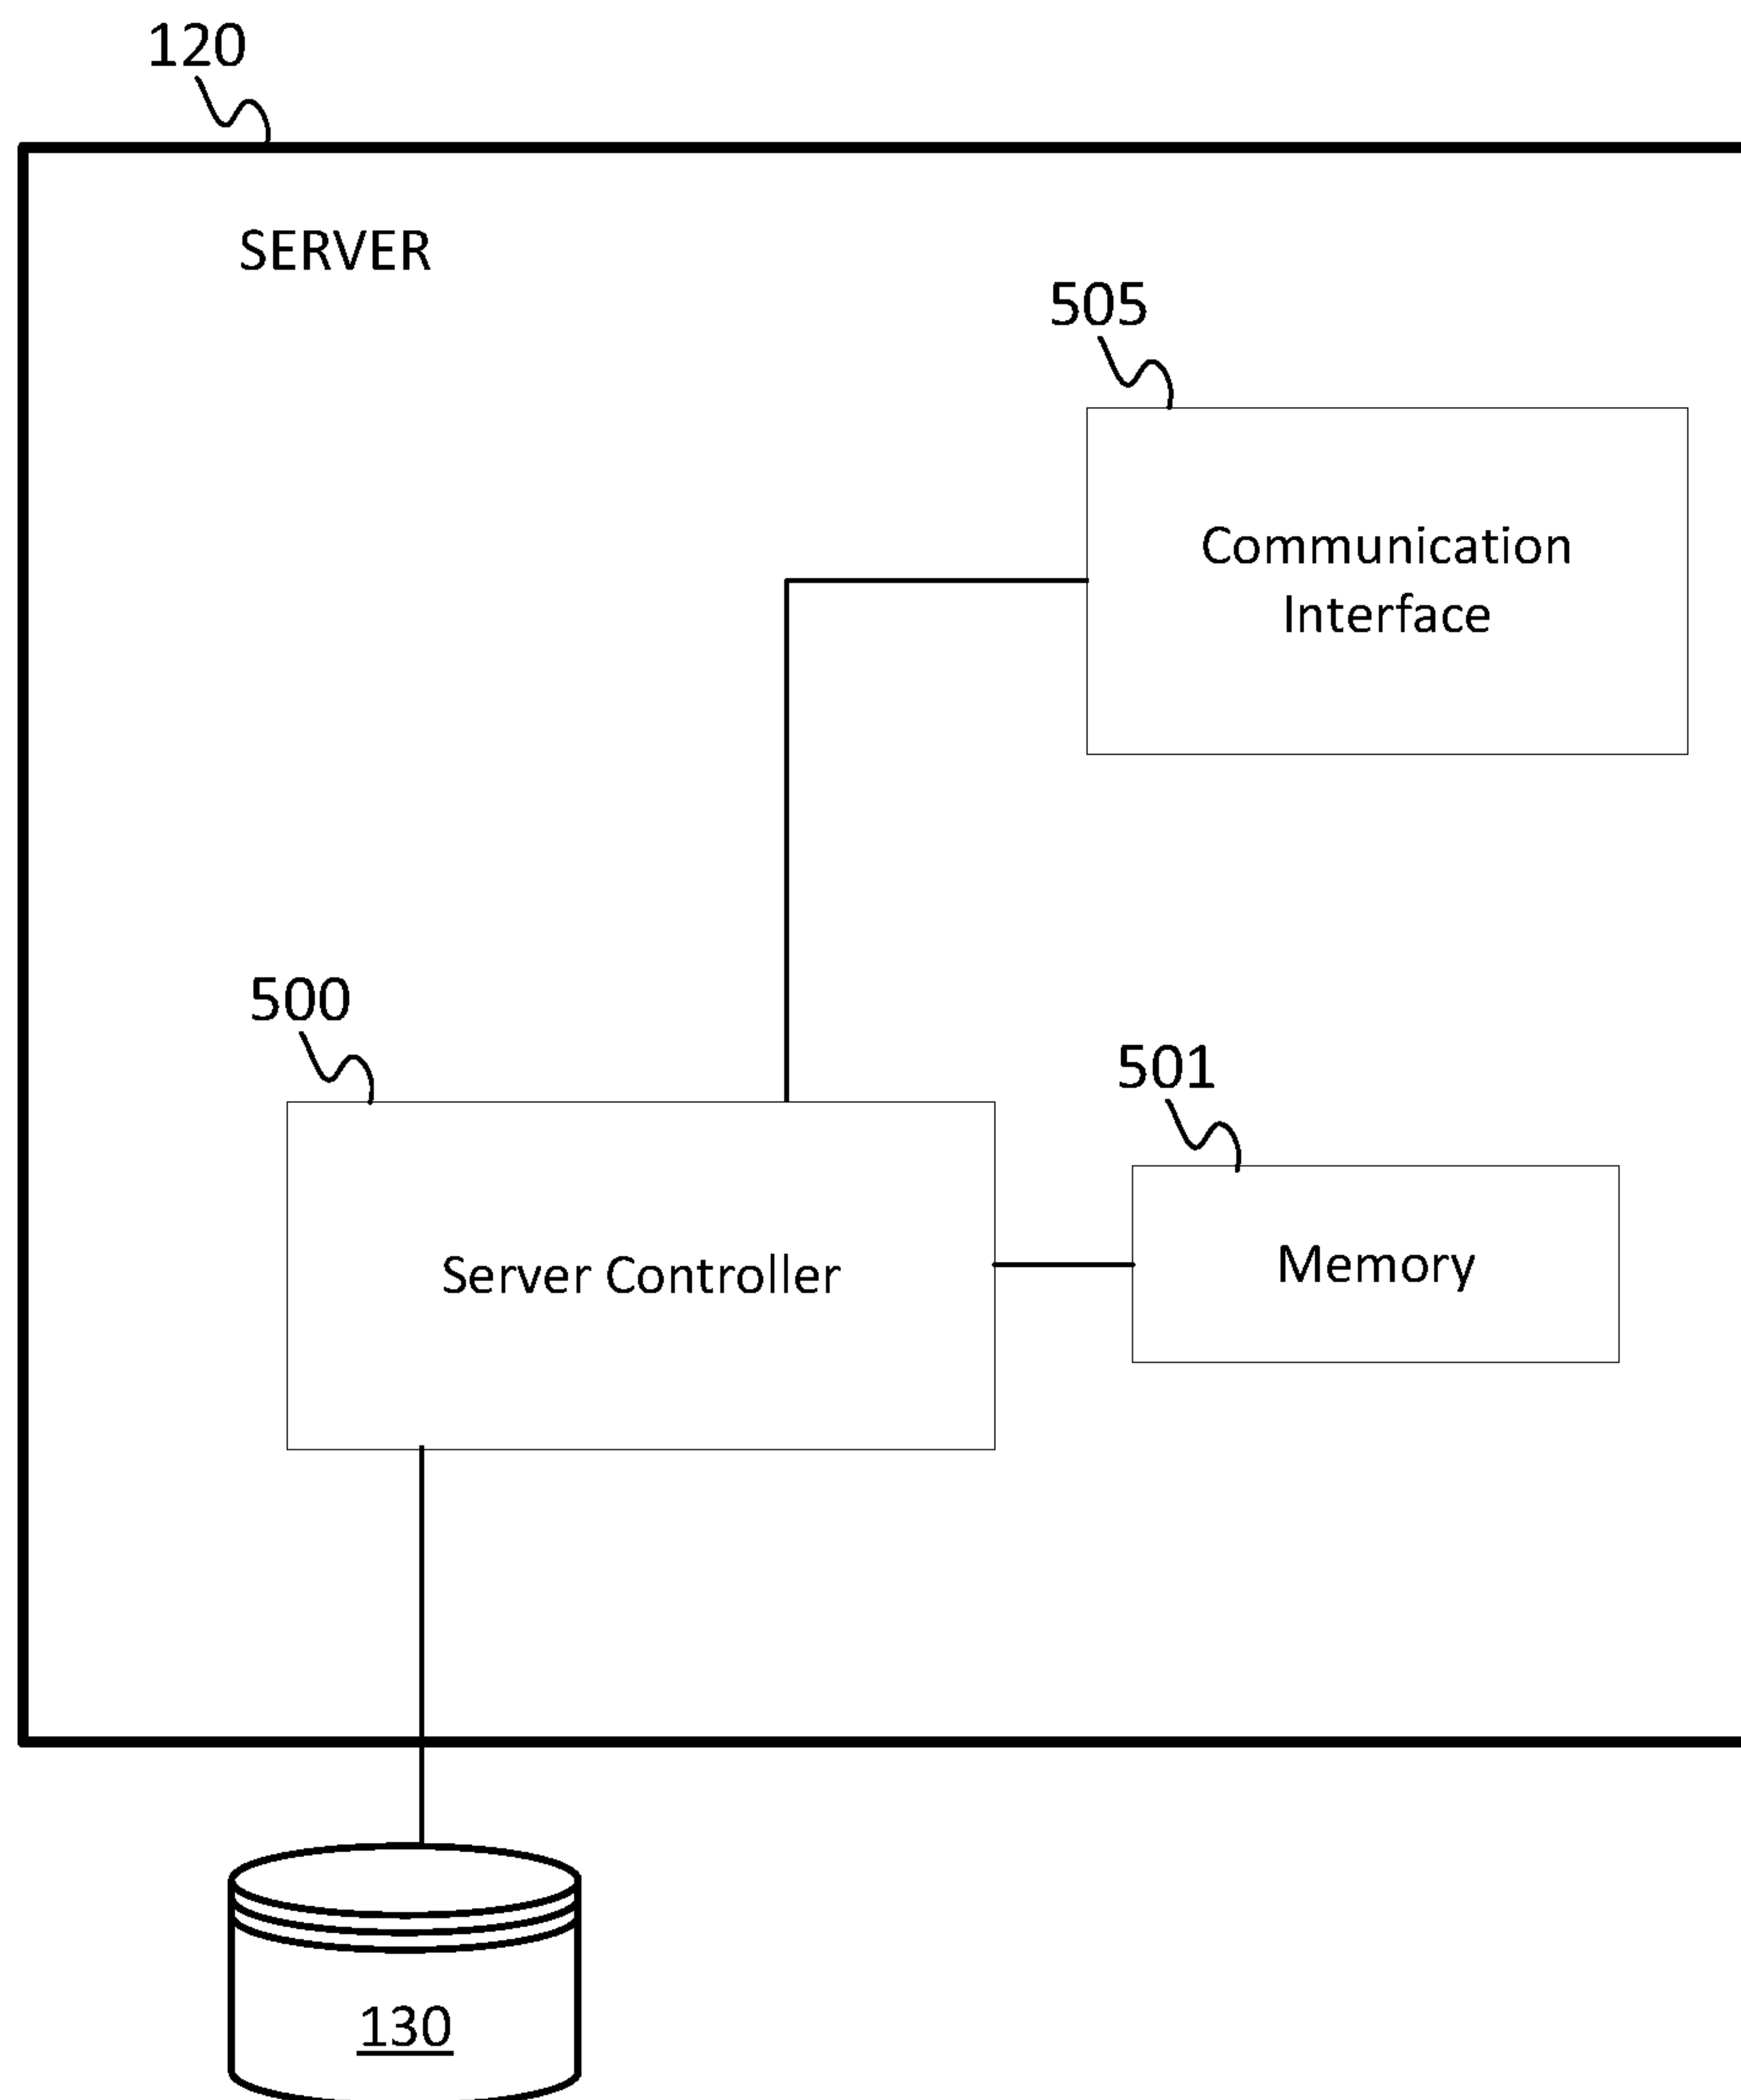 120
SERVER
505
Communication
Interface
500
501
Server Controller
Memory
130